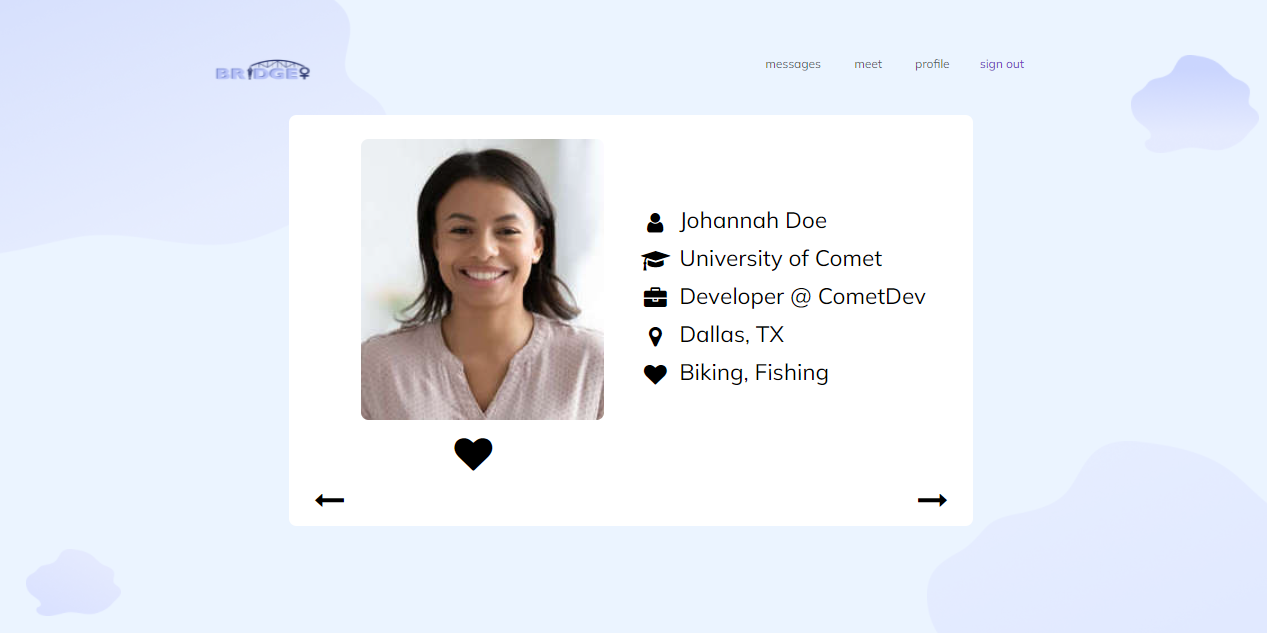 BRIDGE
messages meet profile sign out
Johannah Doe
University of Comet
Developer @ CometDev
Dallas, TX
Biking, Fishing